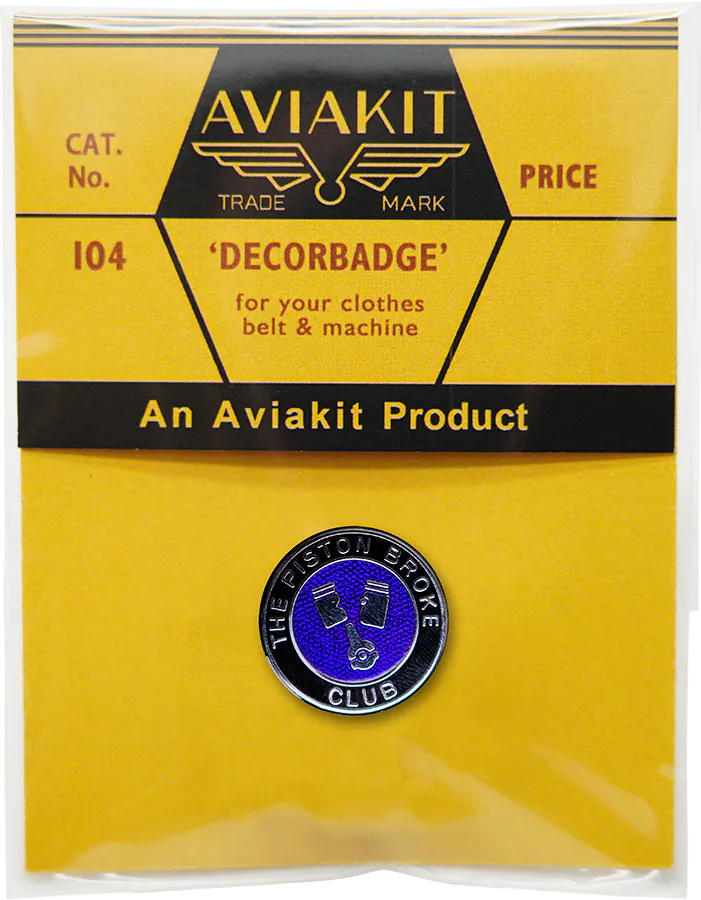 AVIAKIT
TRADE MARK
CAT.
No.
PRICE
104
'DECORBADGE'
for your clothes
belt & machine
An Aviakit Product
THE PISTON BROKE
CLUB